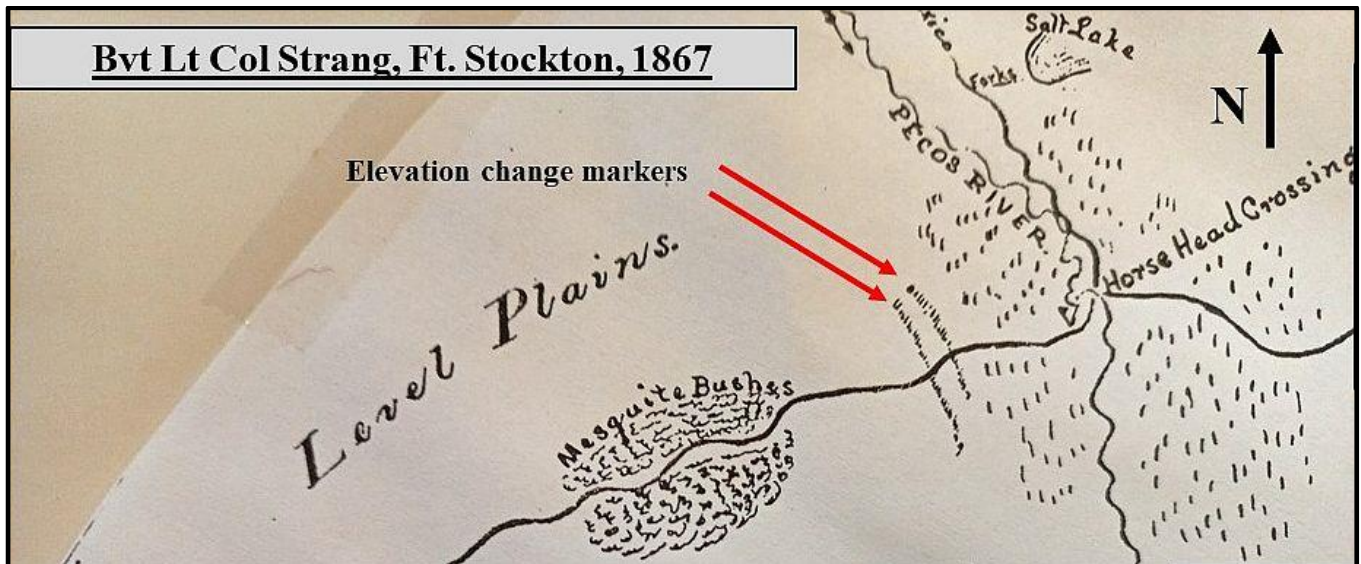 Bvt Lt Col Strang, Ft. Stockton, 1867
Salt Lake
Forks
N
PECOS RIVER.
Elevation change markers
Horse Head Crossing
Level Plains.
Mesquite Bushes